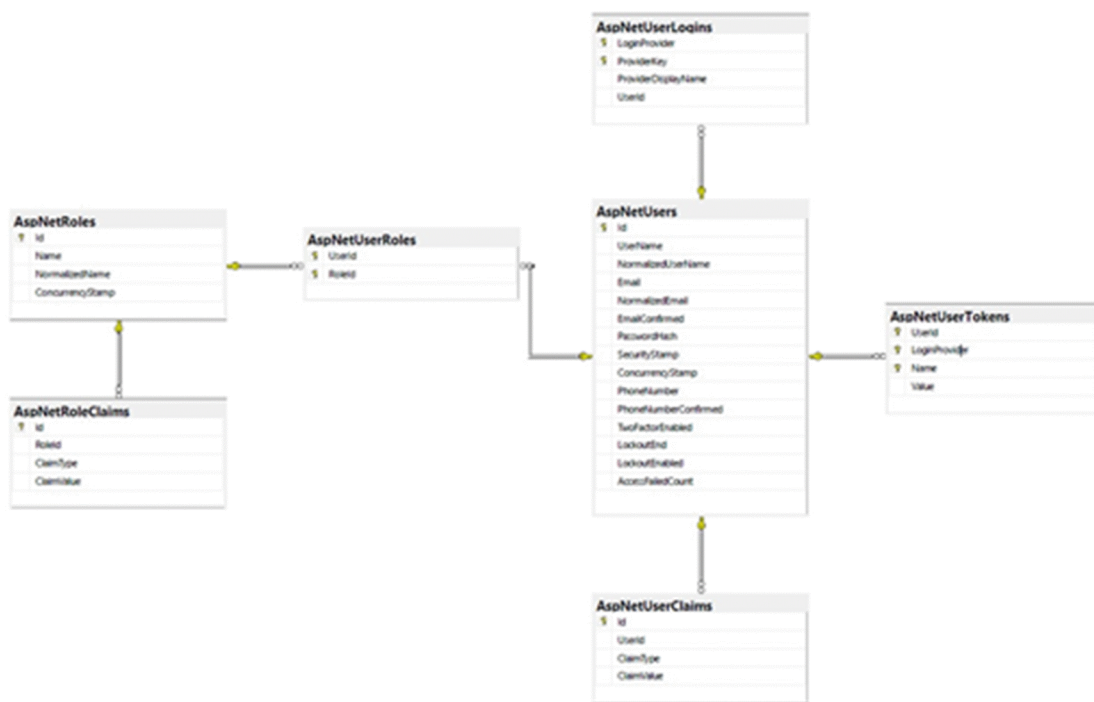 AspNetUserLogins
LoginProvider
ProviderKey
ProviderDisplayName
UserId
AspNetRoles
Id
Name
NormalizedName
ConcurrencyStamp
AspNetUserRoles
UserId
RoleId
AspNetUsers
Id
UserName
NormalizedUserName
Email
NormalizedEmail
EmailConfirmed
PasswordHash
SecurityStamp
ConcurrencyStamp
PhoneNumber
PhoneNumberConfirmed
TwoFactorEnabled
LockoutEnd
LockoutEnabled
AccessFailedCount
AspNetUserTokens
UserId
LoginProvider
Name
Value
AspNetRoleClaims
Id
RoleId
ClaimType
ClaimValue
AspNetUserClaims
Id
UserId
ClaimType
ClaimValue